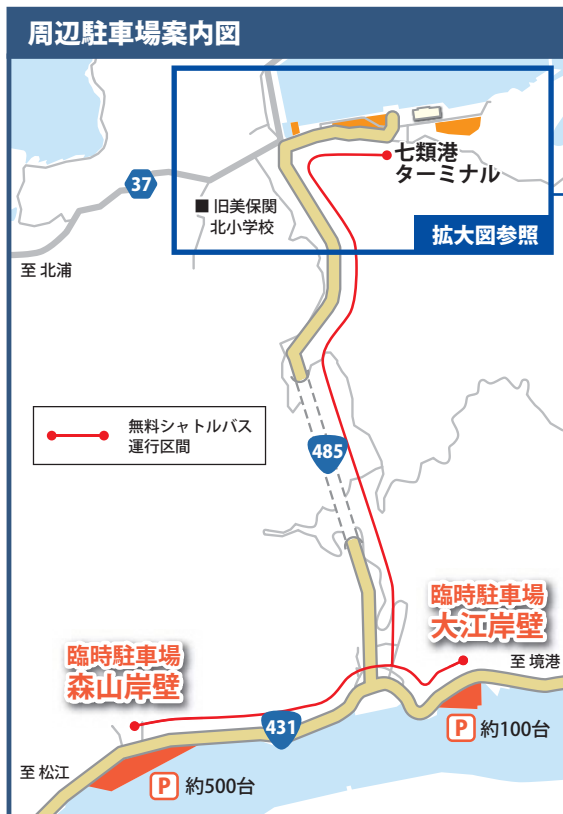 周辺駐車場案内図
七類港
ターミナル
37
■ 旧美保関
北小学校
拡大図参照
至 北浦
無料シャトルバス
運行区間
485
臨時駐車場
大江岸壁
臨時駐車場
森山岸壁
至 境港
431
P 約100台
至 松江
P 約500台